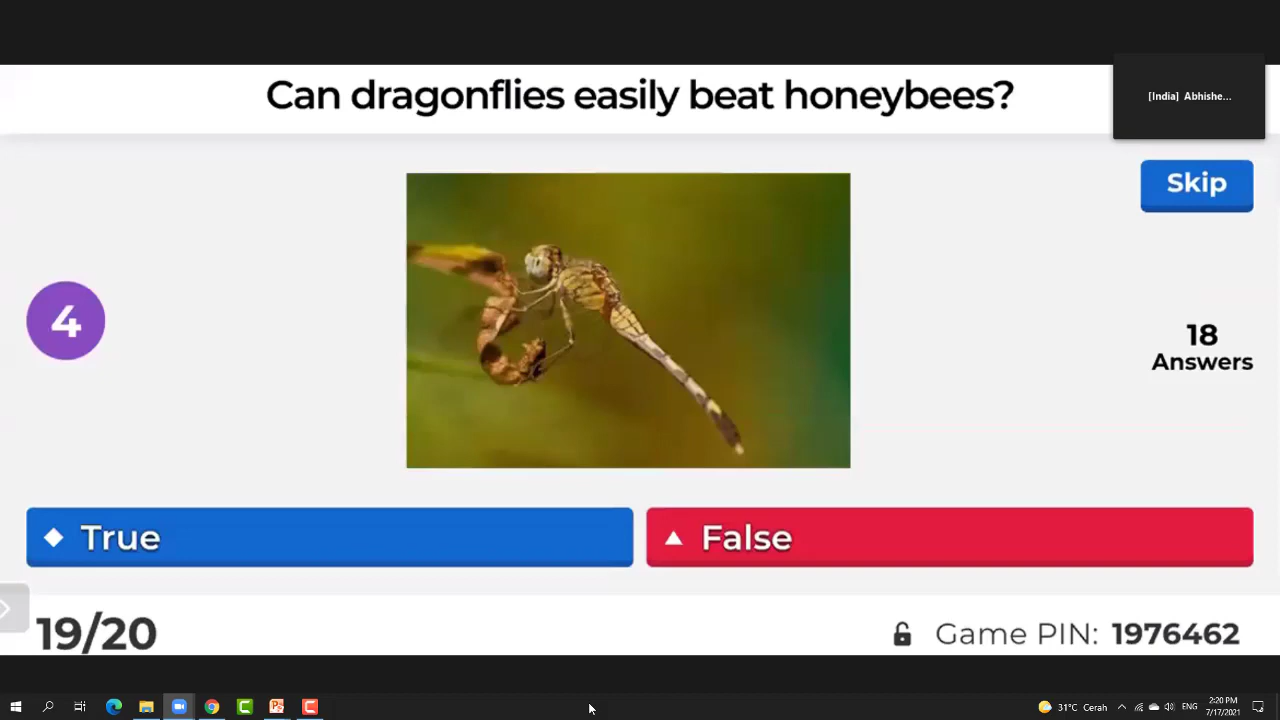 Can dragonflies easily beat honeybees?
[India] Abhishe...
Skip
4
18
Answers
True
False
19/20
Game PIN: 1976462
31°C Cerah
ENG
2:20 PM
7/17/2021